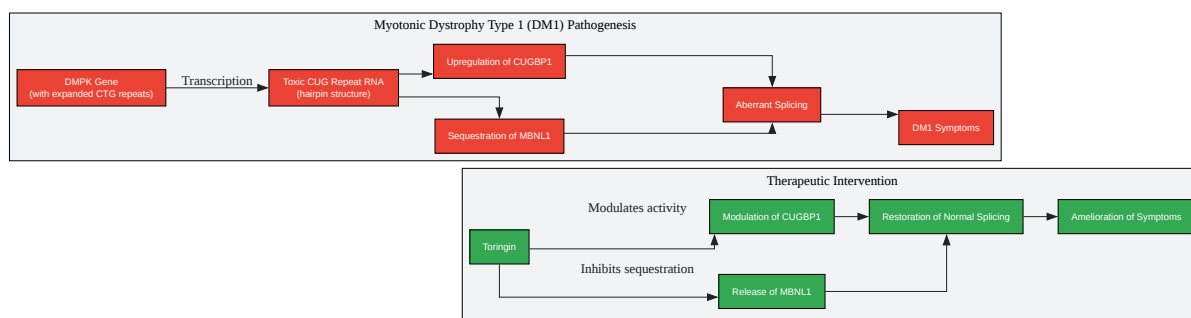 Myotonic Dystrophy Type 1 (DM1) Pathogenesis
DMPK Gene
(with expanded CTG repeats)
Transcription
Toxic CUG Repeat RNA
(hairpin structure)
Upregulation of CUGBP1
Sequestration of MBNL1
Aberrant Splicing
DM1 Symptoms
Therapeutic Intervention
Toringin
Modulates activity
Inhibits sequestration
Modulation of CUGBP1
Release of MBNL1
Restoration of Normal Splicing
Amelioration of Symptoms